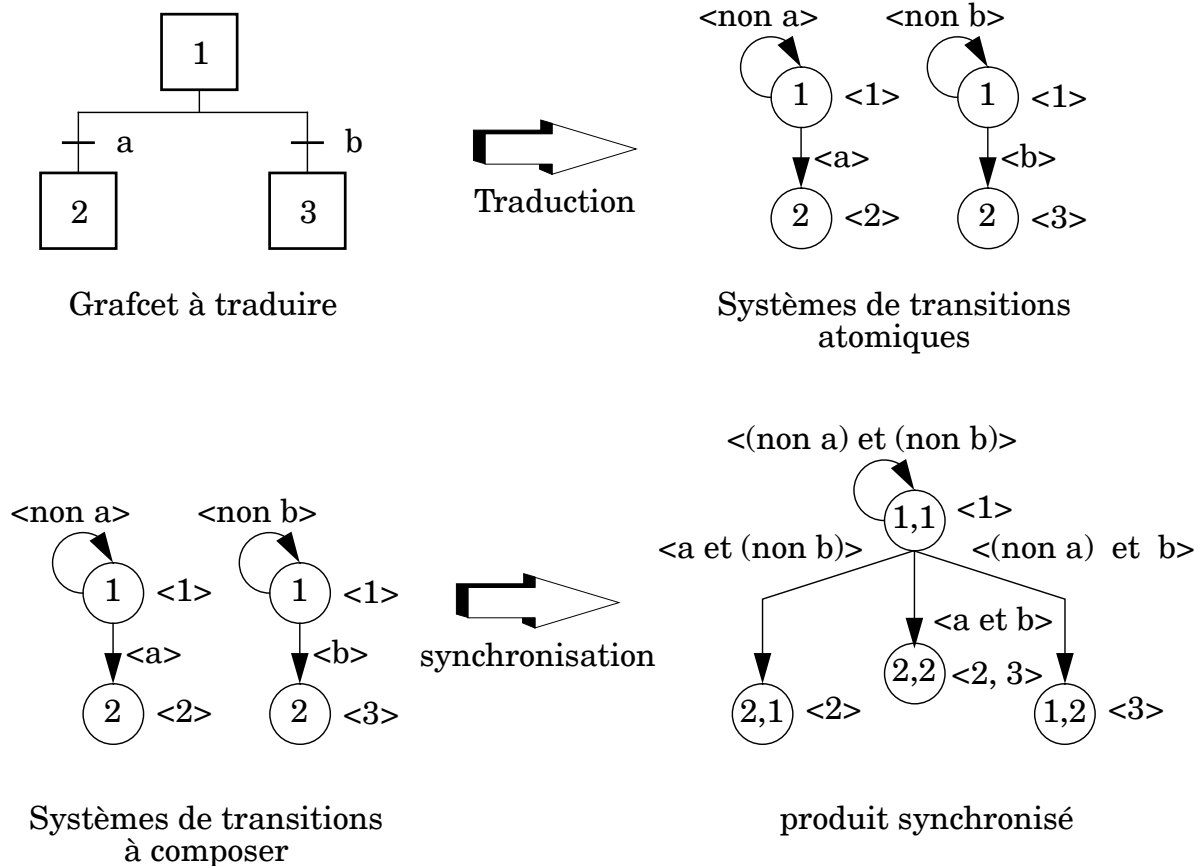 <non a> <non b>
1
1 <1> 1 <1>
a b
<a> <b>
2 3
2 <2> 2 <3>
Traduction
Grafcet à traduire
Systèmes de transitions
atomiques
<(non a) et (non b)>
<non a> <non b>
1,1 <1>
<a et (non b)> <(non a) et b>
1 <1> 1 <1>
<a et b>
<a> <b>
synchronisation
2,2 <2, 3>
2 <2> 2 <3>
2,1 <2> 1,2 <3>
Systèmes de transitions
à composer
produit synchronisé